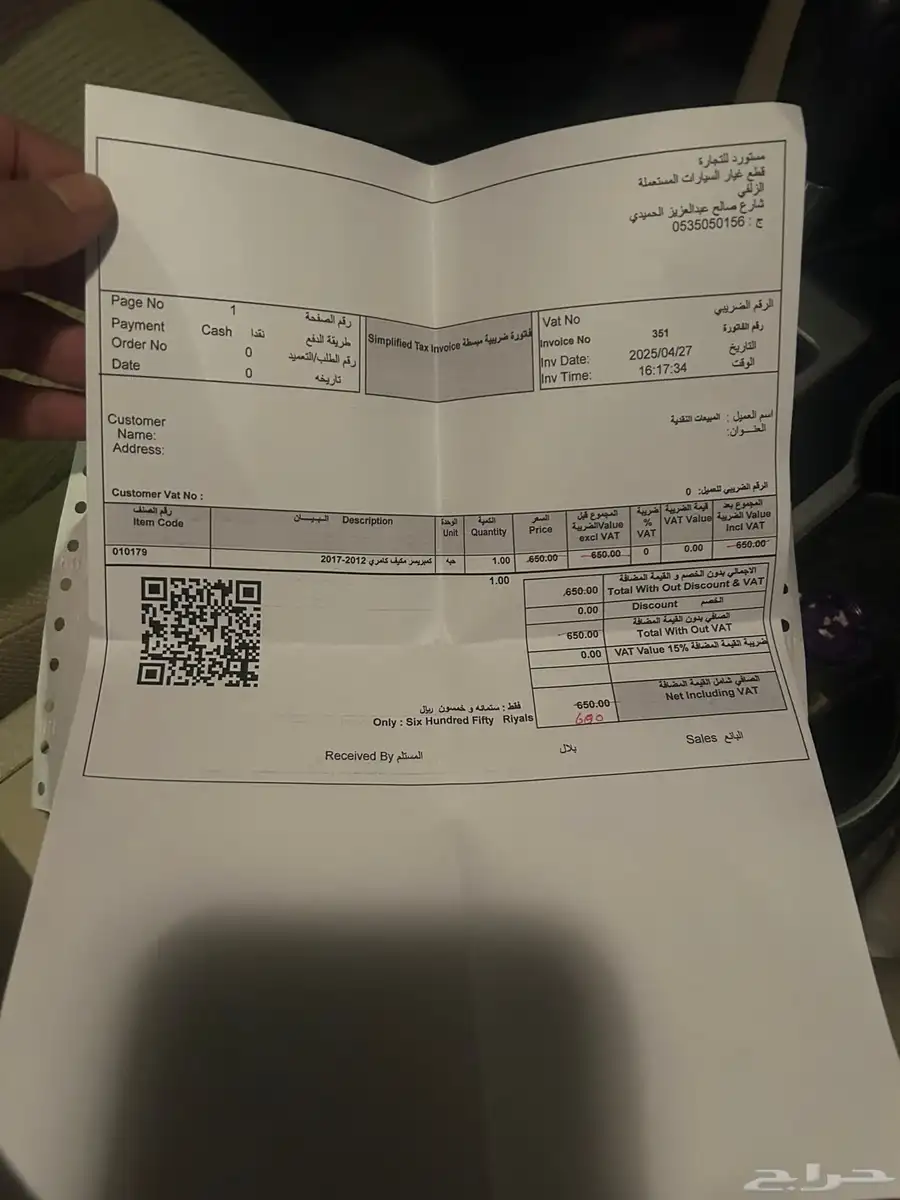 مستورد للتجارة
قطع غيار السيارات المستعملة
الزلفي
شارع صالح عبدالعزيز الحميدي
ج : 0535050156
Page No 1 رقم الصفحة
Payment Cash نقدا طريقة الدفع
Order No 0 رقم الطلب/التعميد
Date 0 تاريخه
Simplified Tax Invoice فاتورة ضريبية مبسطة
Vat No الرقم الضريبي
Invoice No 351 رقم الفاتورة
Inv Date: 2025/04/27 التاريخ
Inv Time: 16:17:34 الوقت
Customer Name: اسم العميل : المبيعات النقدية
Address: العنـــوان:
Customer Vat No : الرقم الضريبي للعميل: 0
رقم الصنف Item Code
البـيـــان Description
الوحدة Unit
الكمية Quantity
السعر Price
المجموع قبل الضريبة Value excl VAT
ضريبة % VAT
قيمة الضريبة VAT Value
المجموع بعد الضريبة Value Incl VAT
010179 كمبريسر مكيف كامري 2012-2017 حبه 1.00 650.00 650.00 0 0.00 650.00
1.00
650.00 الاجمالي بدون الخصم و القيمة المضافة Total With Out Discount & VAT
0.00 Discount الخصم
650.00 الصافي بدون القيمة المضافة Total With Out VAT
0.00 VAT Value 15% ضريبة القيمة المضافة
650.00 الصافي شامل القيمة المضافة Net Including VAT
فقط : ستمائه و خمسون ريال
Only : Six Hundred Fifty Riyals
Received By المستلم
بلال
Sales البائع
حراج